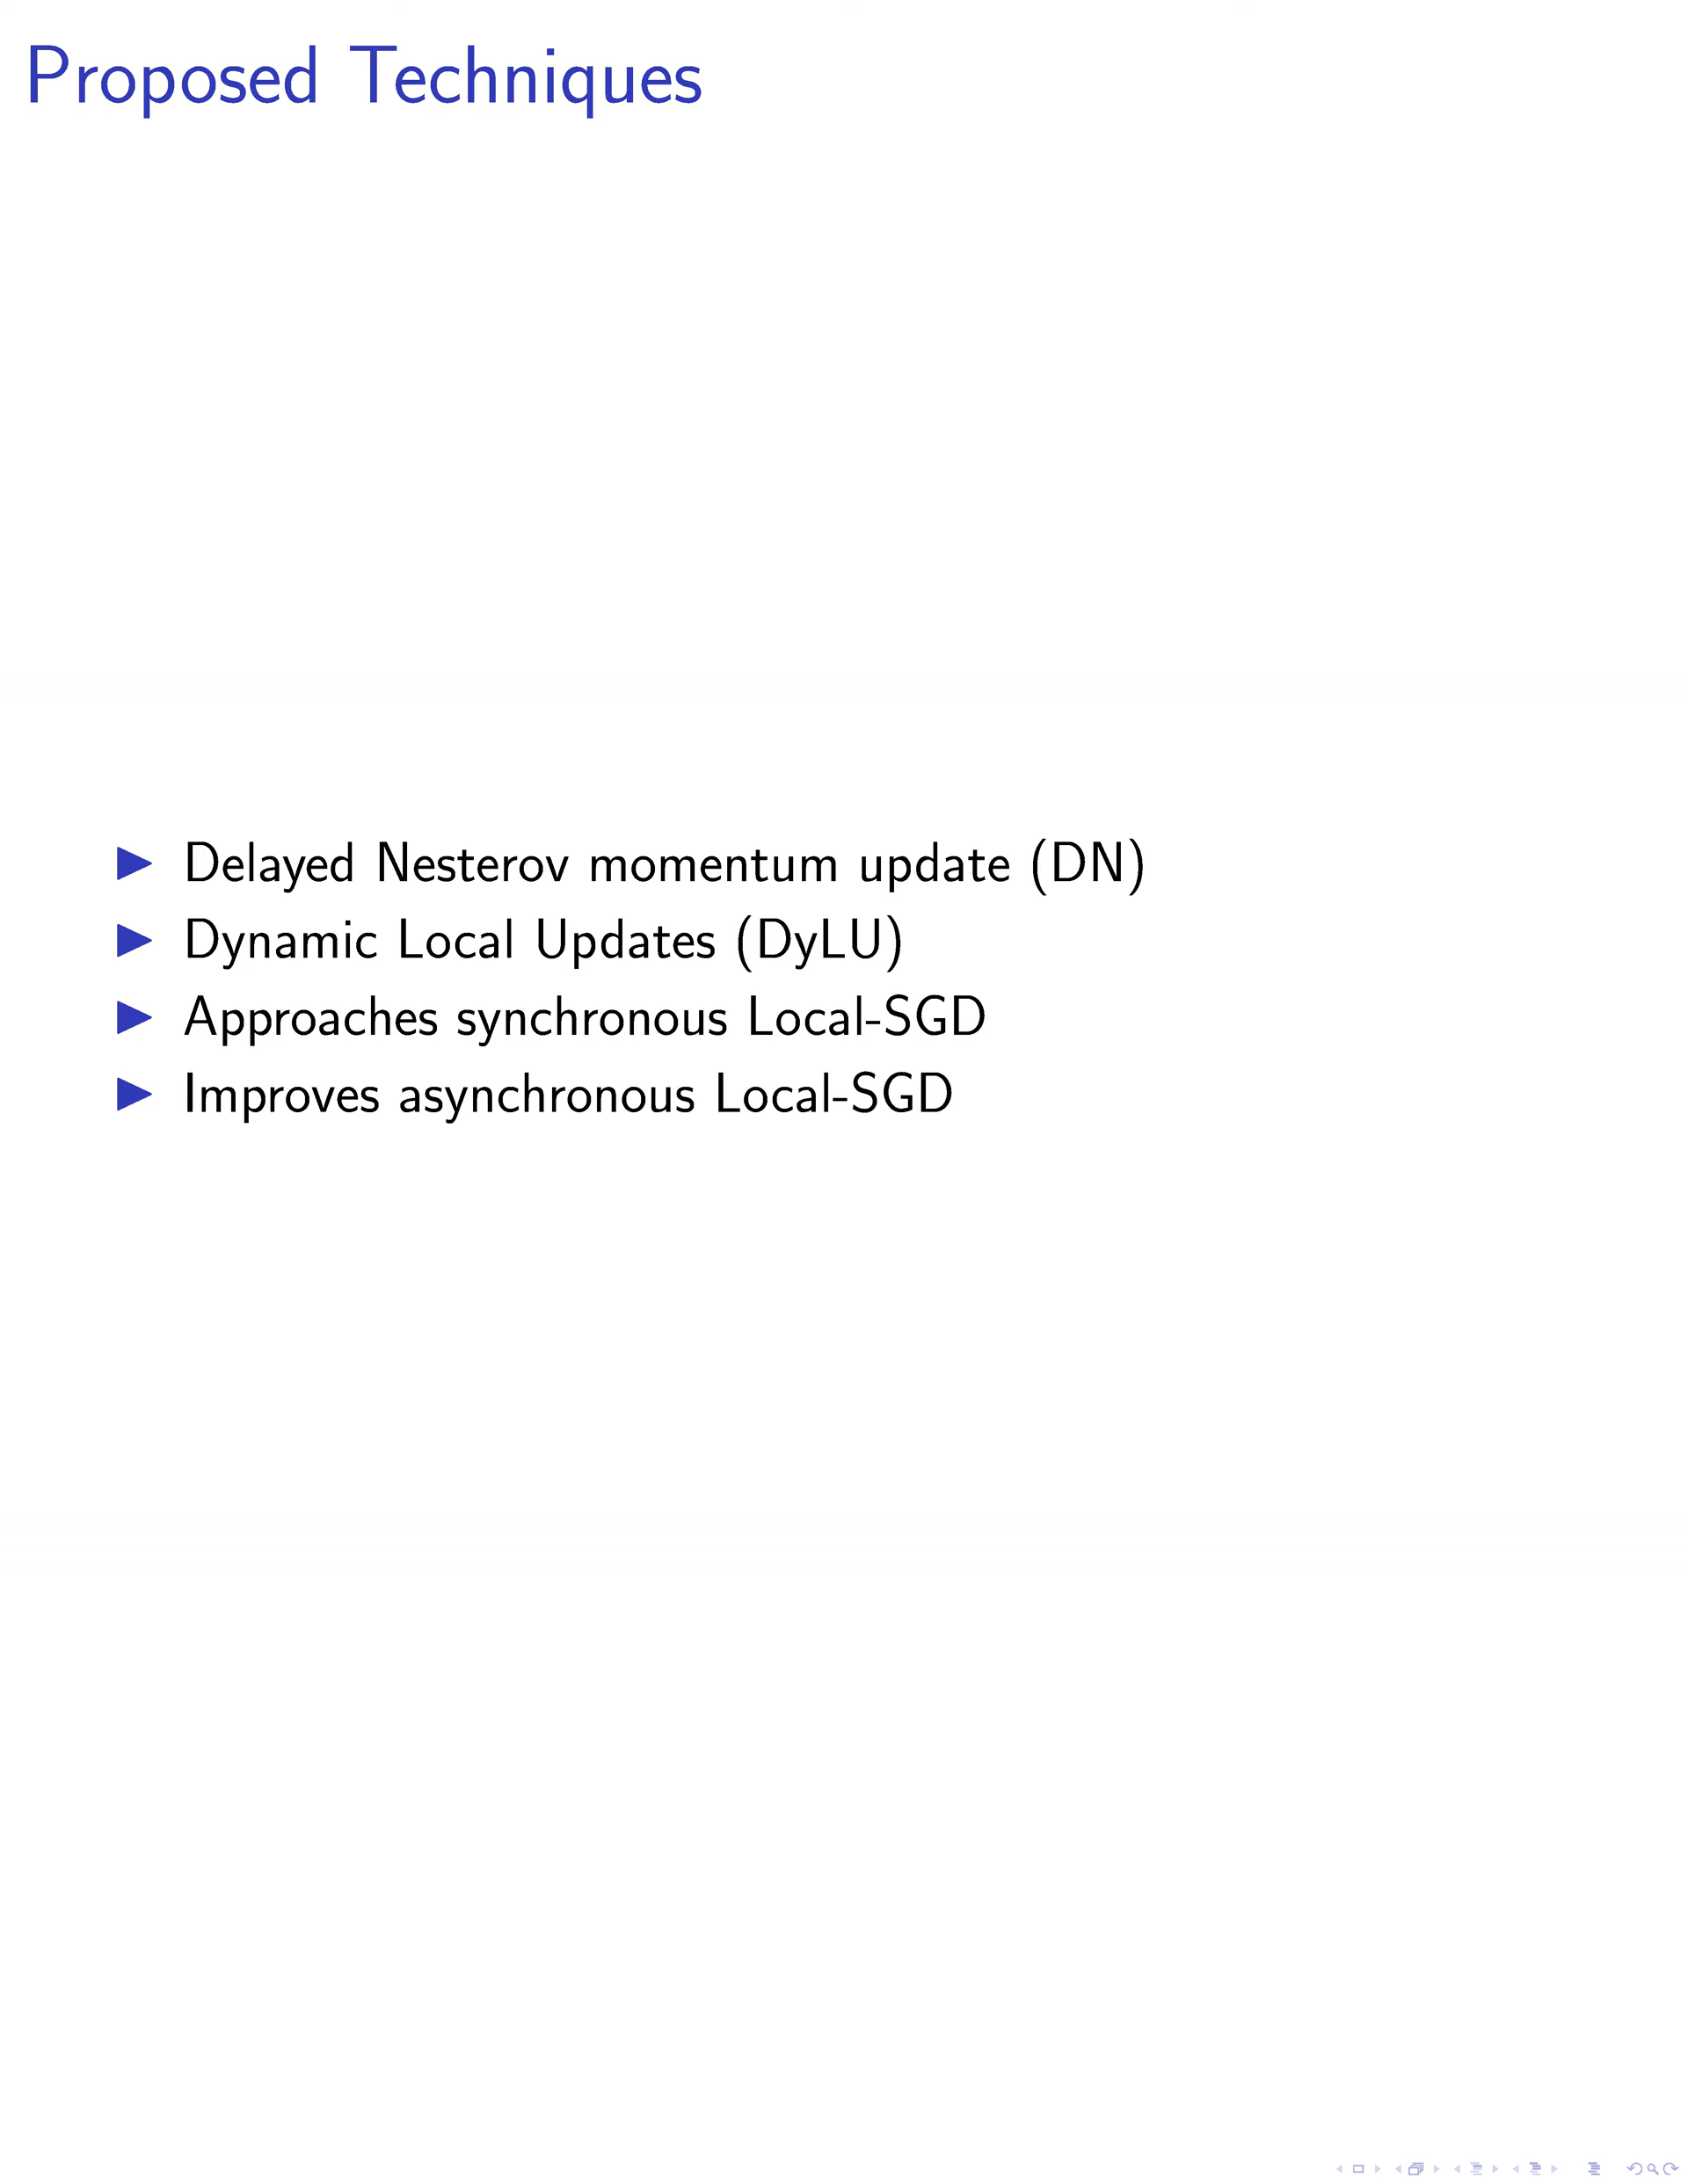 Proposed Techniques
Delayed Nesterov momentum update (DN)
Dynamic Local Updates (DyLU)
Approaches synchronous Local-SGD
Improves asynchronous Local-SGD